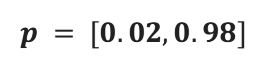 p = [0.02, 0.98]